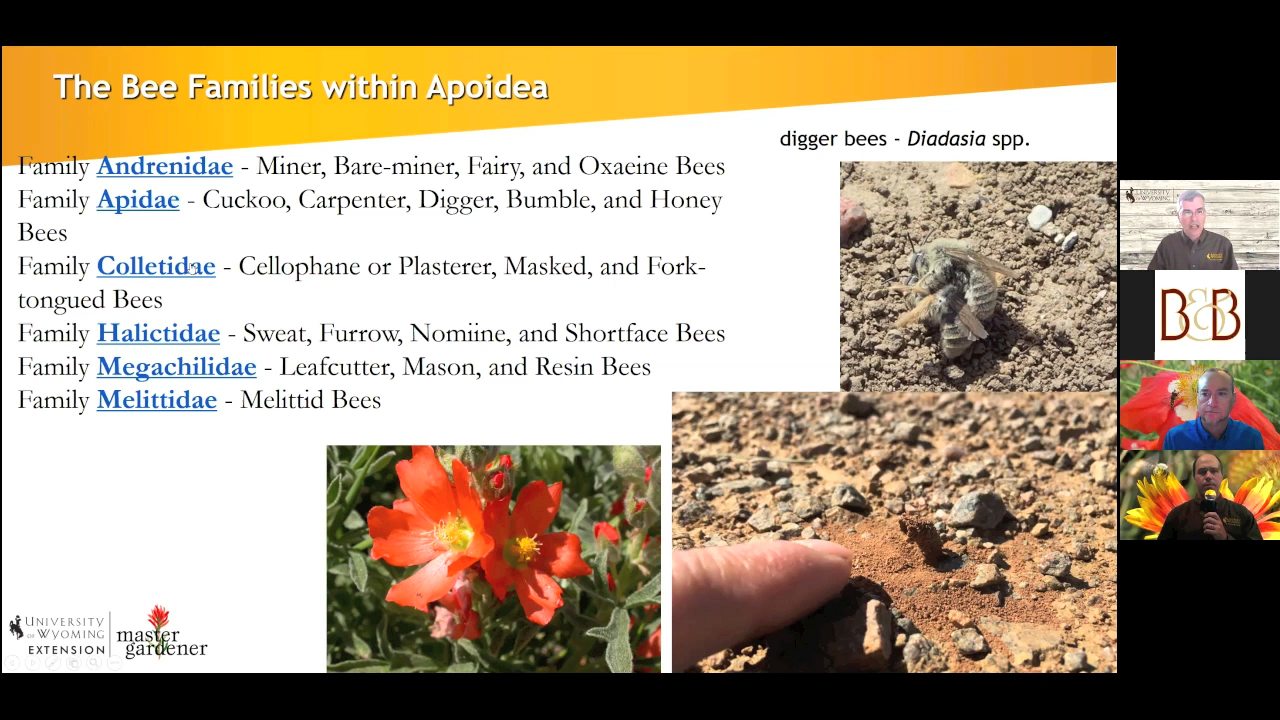 The Bee Families within Apoidea
digger bees - Diadasia spp.
Family Andrenidae - Miner, Bare-miner, Fairy, and Oxaeine Bees
Family Apidae - Cuckoo, Carpenter, Digger, Bumble, and Honey
Bees
Family Colletidae - Cellophane or Plasterer, Masked, and Fork-
tongued Bees
Family Halictidae - Sweat, Furrow, Nomiine, and Shortface Bees
Family Megachilidae - Leafcutter, Mason, and Resin Bees
Family Melittidae - Melittid Bees
UNIVERSITY
OF WYOMING
EXTENSION
master
gardener
UNIVERSITY
OF WYOMING
B&B